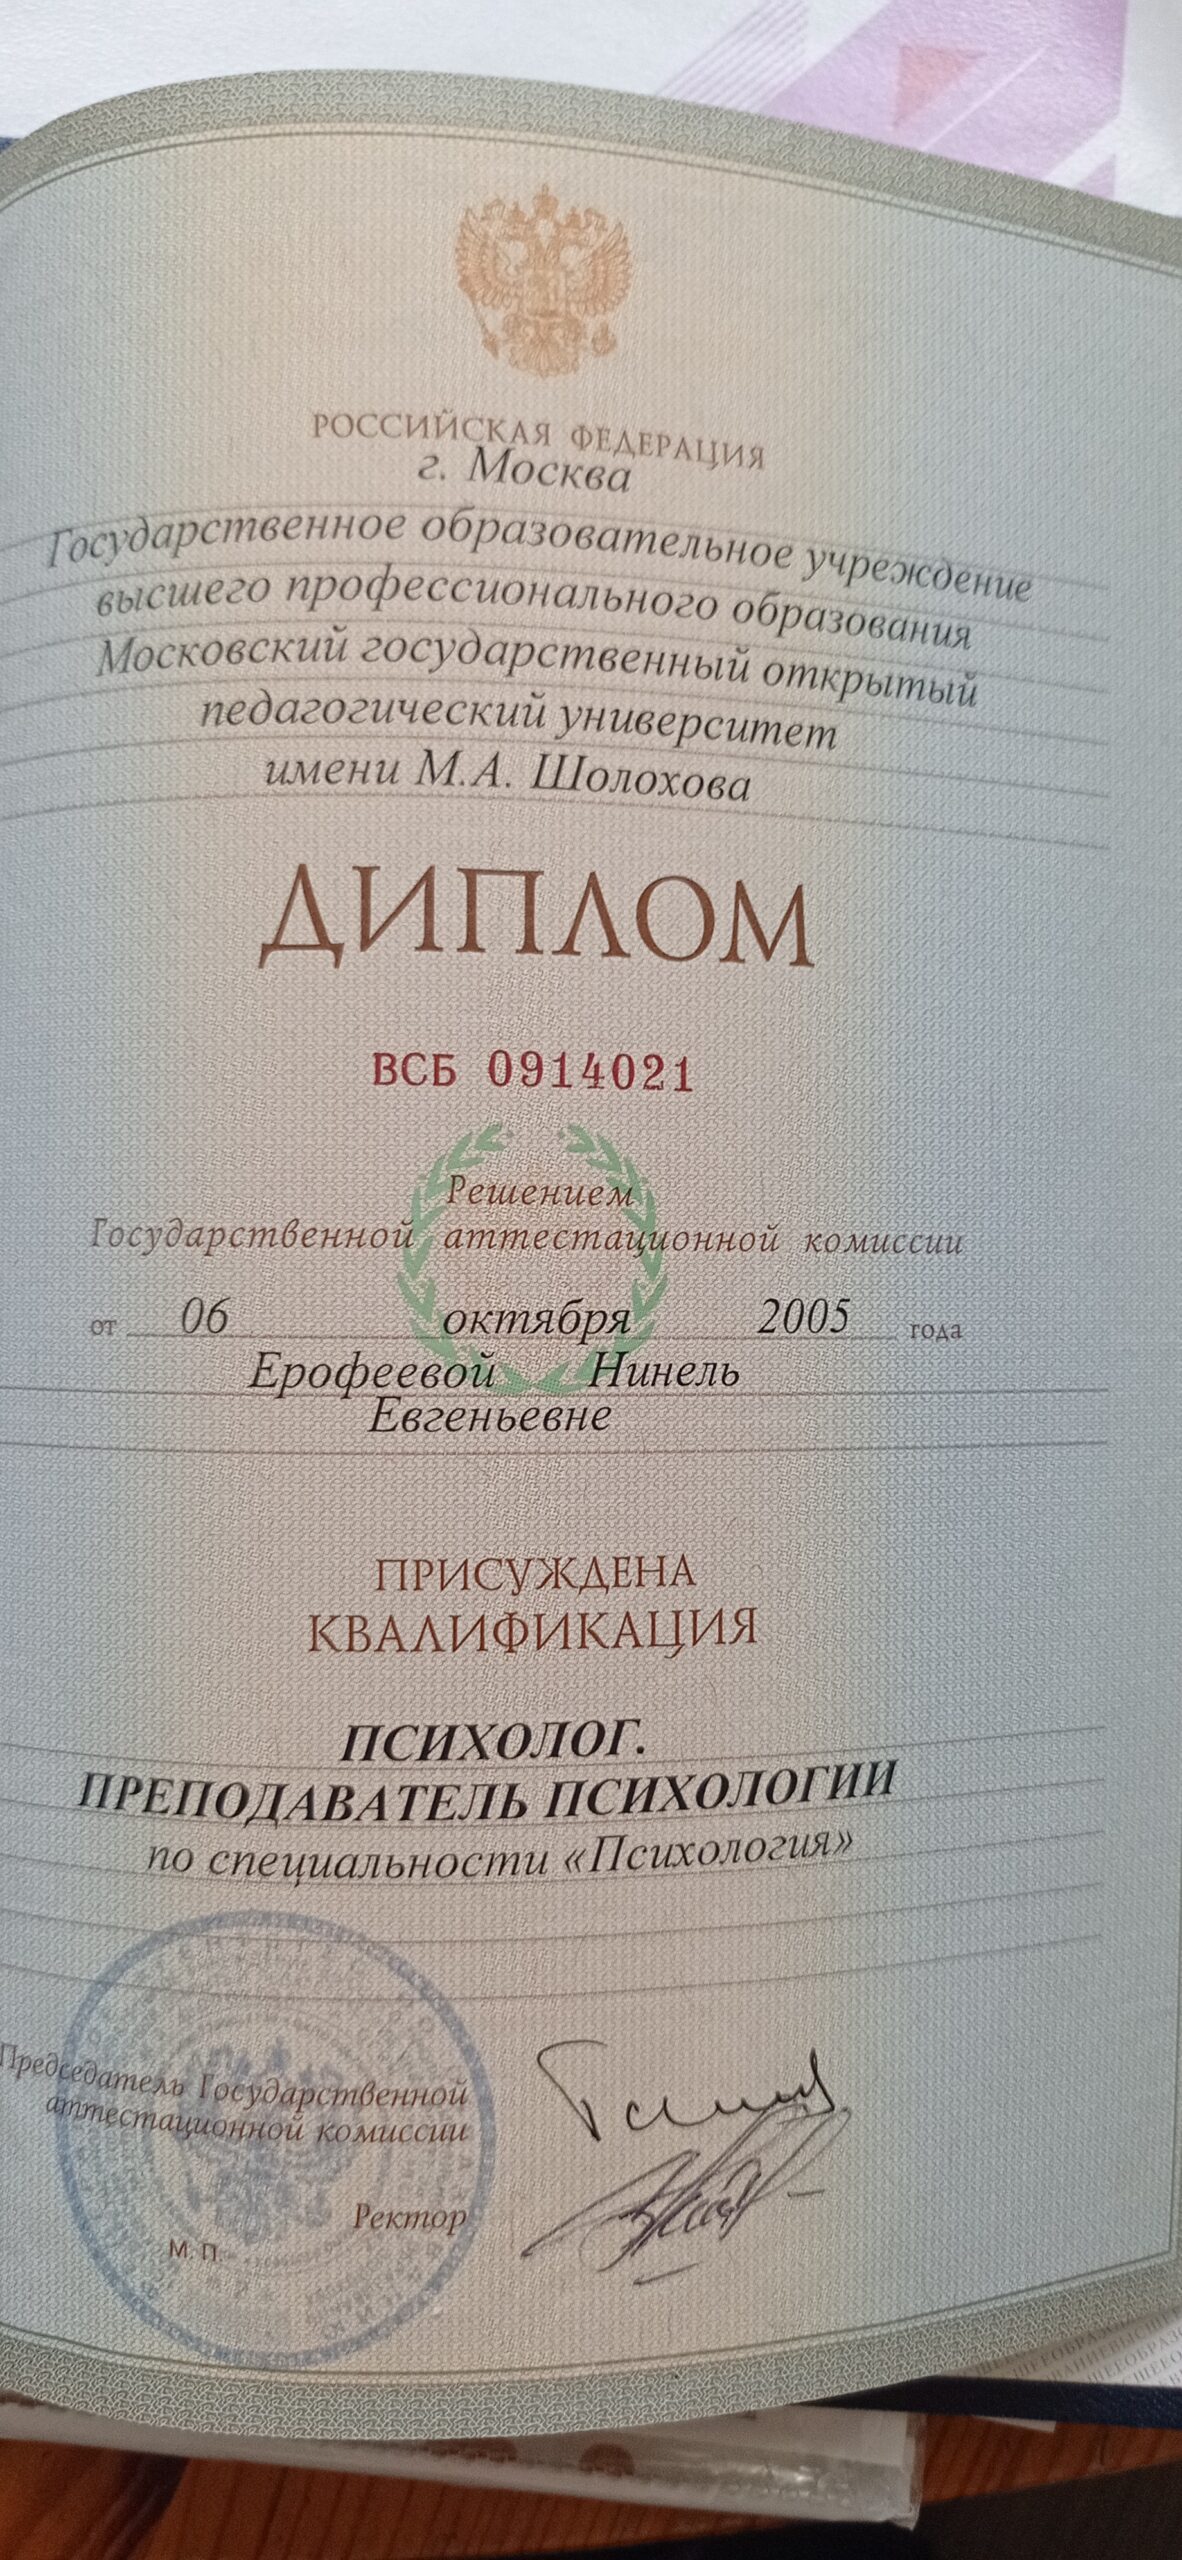 РОССИЙСКАЯ ФЕДЕРАЦИЯ
г. Москва
Государственное образовательное учреждение
высшего профессионального образования
Московский государственный открытый
педагогический университет
имени М.А. Шолохова
ДИПЛОМ
ВСБ 0914021
Решением
Государственной аттестационной комиссии
от 06 октября 2005 года
Ерофеевой Нинель
Евгеньевне
ПРИСУЖДЕНА
КВАЛИФИКАЦИЯ
ПСИХОЛОГ.
ПРЕПОДАВАТЕЛЬ ПСИХОЛОГИИ
по специальности «Психология»
Председатель Государственной
аттестационной комиссии
Ректор
М. П.